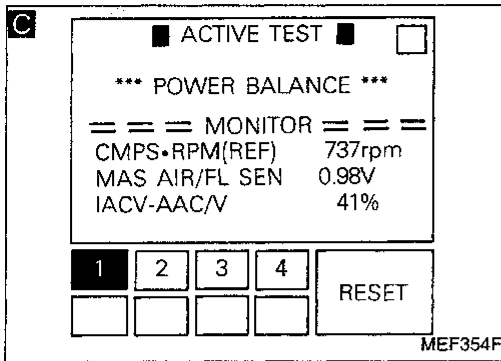 C
ACTIVE TEST
*** POWER BALANCE ***
= = = MONITOR = = =
CMPS•RPM(REF) 737rpm
MAS AIR/FL SEN 0.98V
IACV-AAC/V 41%
1 2 3 4
RESET
MEF354F